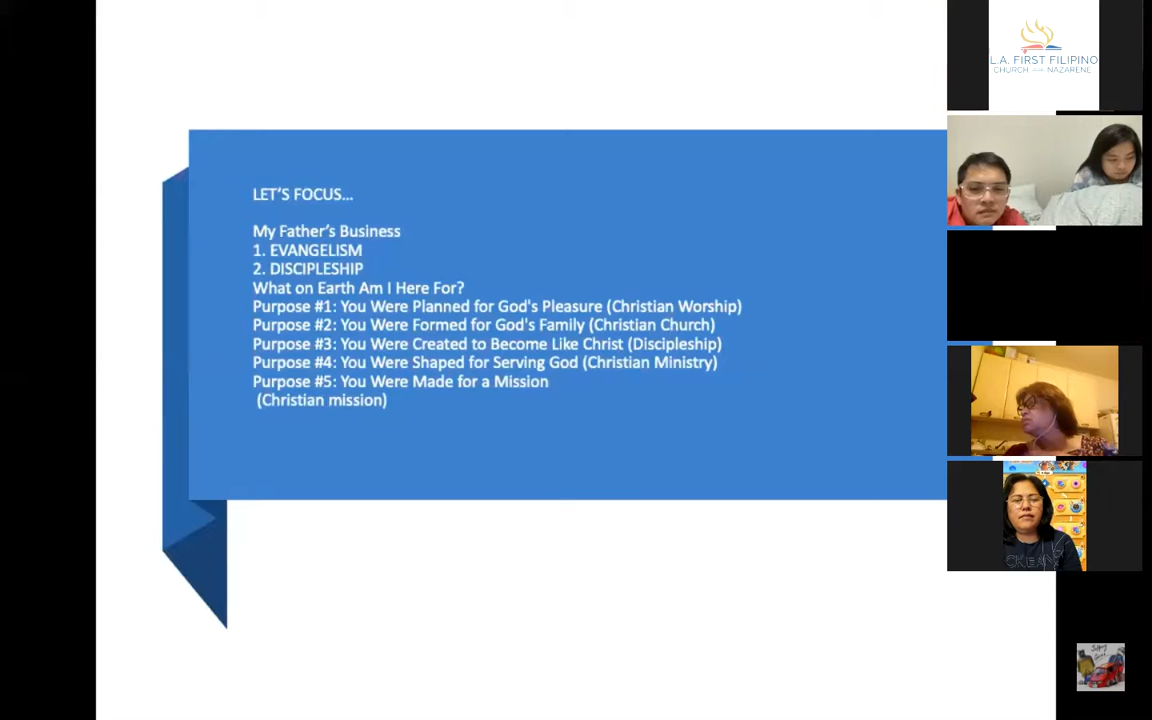 LET'S FOCUS...
My Father's Business
1. EVANGELISM
2. DISCIPLESHIP
What on Earth Am I Here For?
Purpose #1: You Were Planned for God's Pleasure (Christian Worship)
Purpose #2: You Were Formed for God's Family (Christian Church)
Purpose #3: You Were Created to Become Like Christ (Discipleship)
Purpose #4: You Were Shaped for Serving God (Christian Ministry)
Purpose #5: You Were Made for a Mission
(Christian mission)
L.A. FIRST FILIPINO
CHURCH OF THE NAZARENE